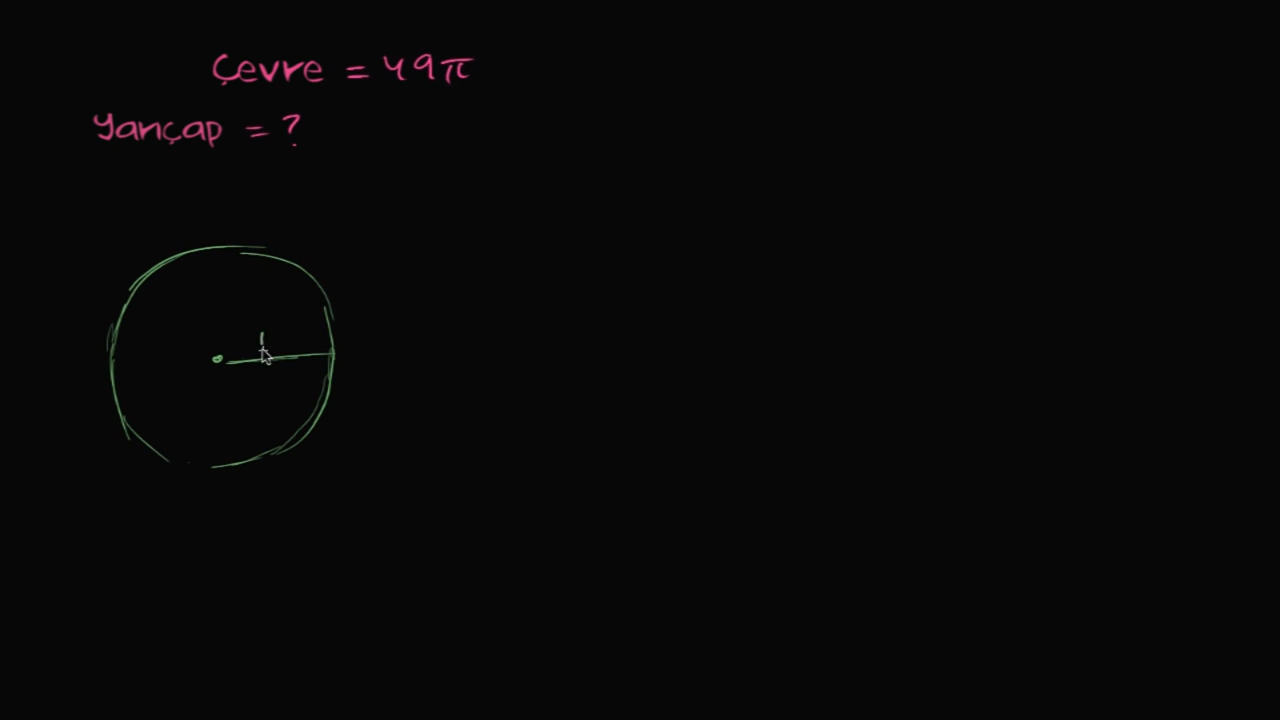 Çevre = 49π
Yarıçap = ?